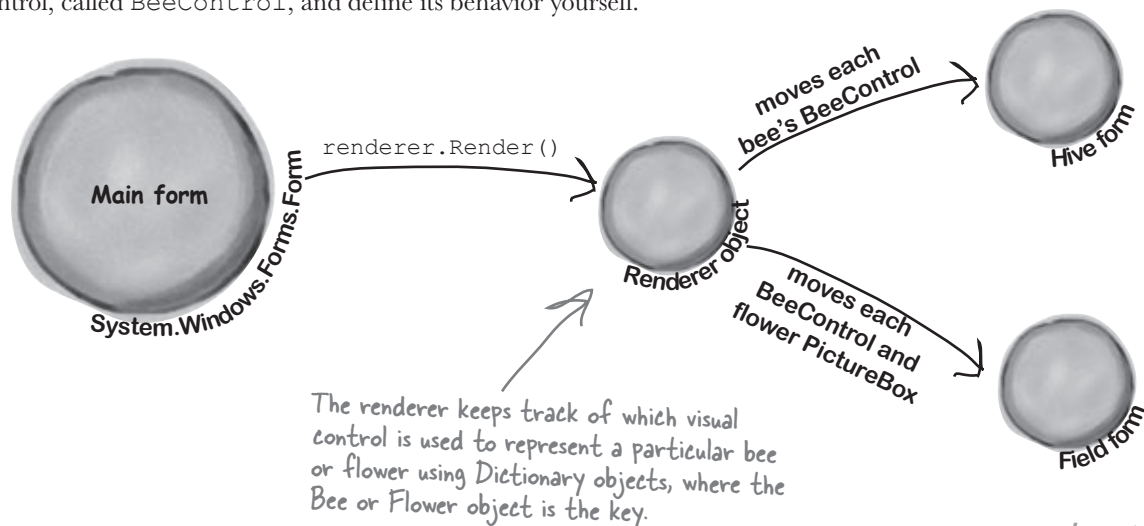 ontrol, called BeeControl, and define its behavior yourself.
Main form
System.Windows.Forms.Form
renderer.Render()
Renderer object
moves each
bee's BeeControl
Hive form
moves each
BeeControl and
flower PictureBox
Field form
The renderer keeps track of which visual
control is used to represent a particular bee
or flower using Dictionary objects, where the
Bee or Flower object is the key.